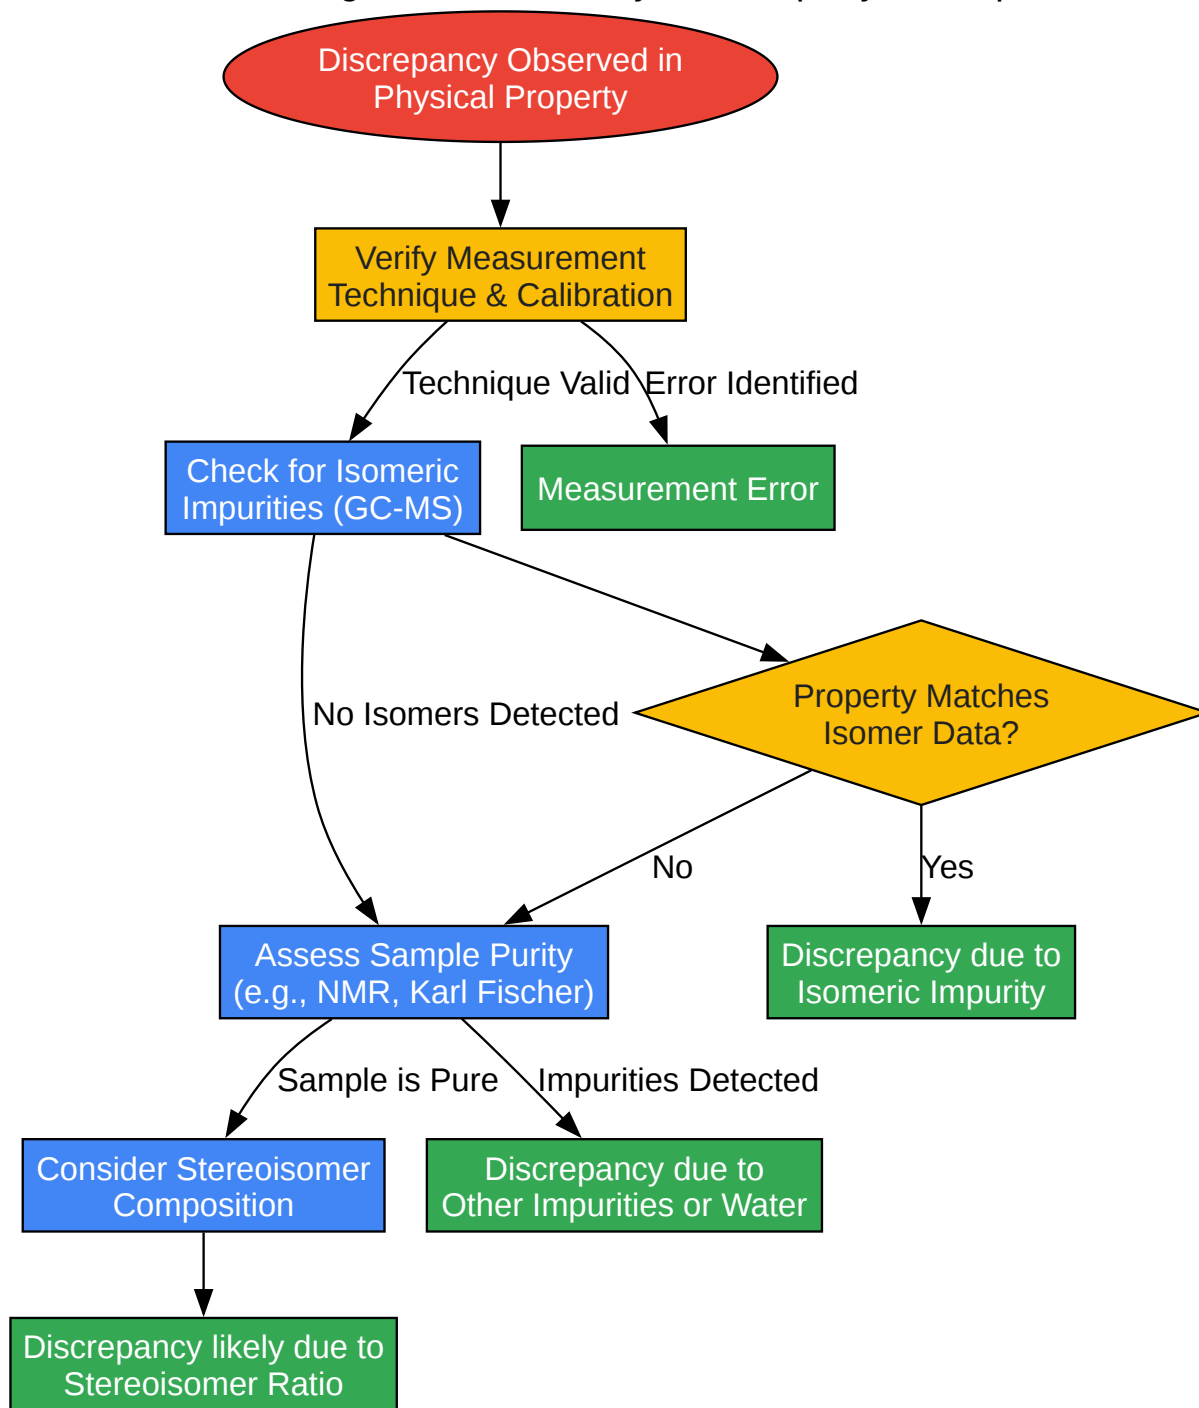 Discrepancy Observed in
Physical Property
Verify Measurement
Technique & Calibration
Technique Valid
Error Identified
Check for Isomeric
Impurities (GC-MS)
Measurement Error
No Isomers Detected
Property Matches
Isomer Data?
No
Yes
Assess Sample Purity
(e.g., NMR, Karl Fischer)
Discrepancy due to
Isomeric Impurity
Sample is Pure
Impurities Detected
Consider Stereoisomer
Composition
Discrepancy due to
Other Impurities or Water
Discrepancy likely due to
Stereoisomer Ratio